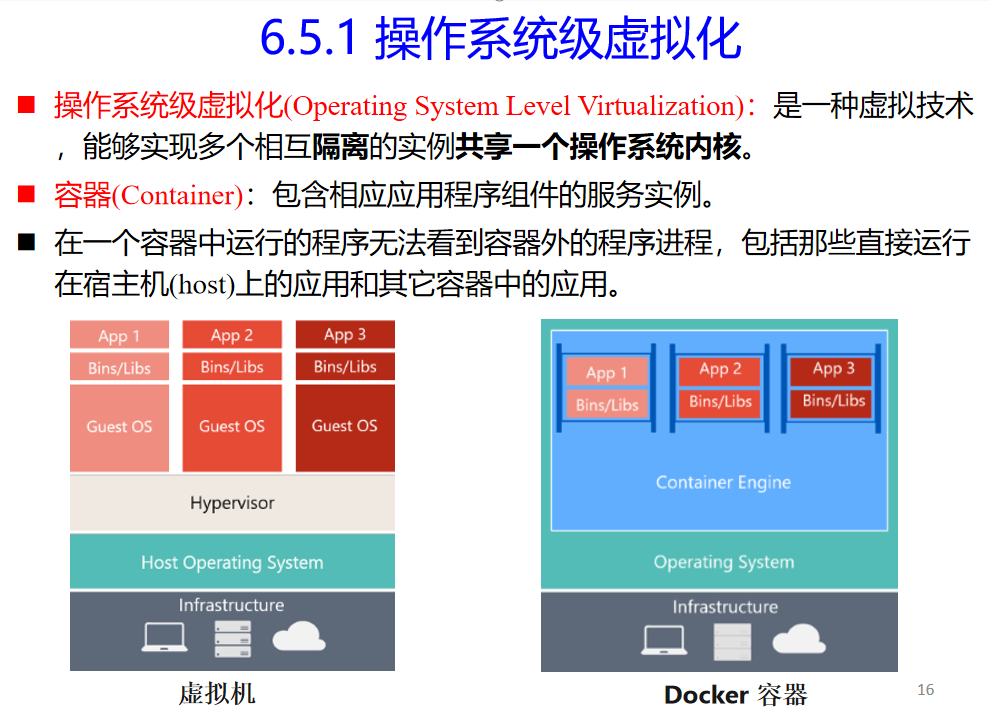 6.5.1 操作系统级虚拟化
操作系统级虚拟化(Operating System Level Virtualization)：是一种虚拟技术
，能够实现多个相互隔离的实例共享一个操作系统内核。
容器(Container)：包含相应应用程序组件的服务实例。
在一个容器中运行的程序无法看到容器外的程序进程，包括那些直接运行
在宿主机(host)上的应用和其它容器中的应用。
App 1 App 2 App 3
Bins/Libs Bins/Libs Bins/Libs
Guest OS Guest OS Guest OS
Hypervisor
Host Operating System
Infrastructure
虚拟机
App 1 App 2 App 3
Bins/Libs Bins/Libs Bins/Libs
Container Engine
Operating System
Infrastructure
Docker 容器
16